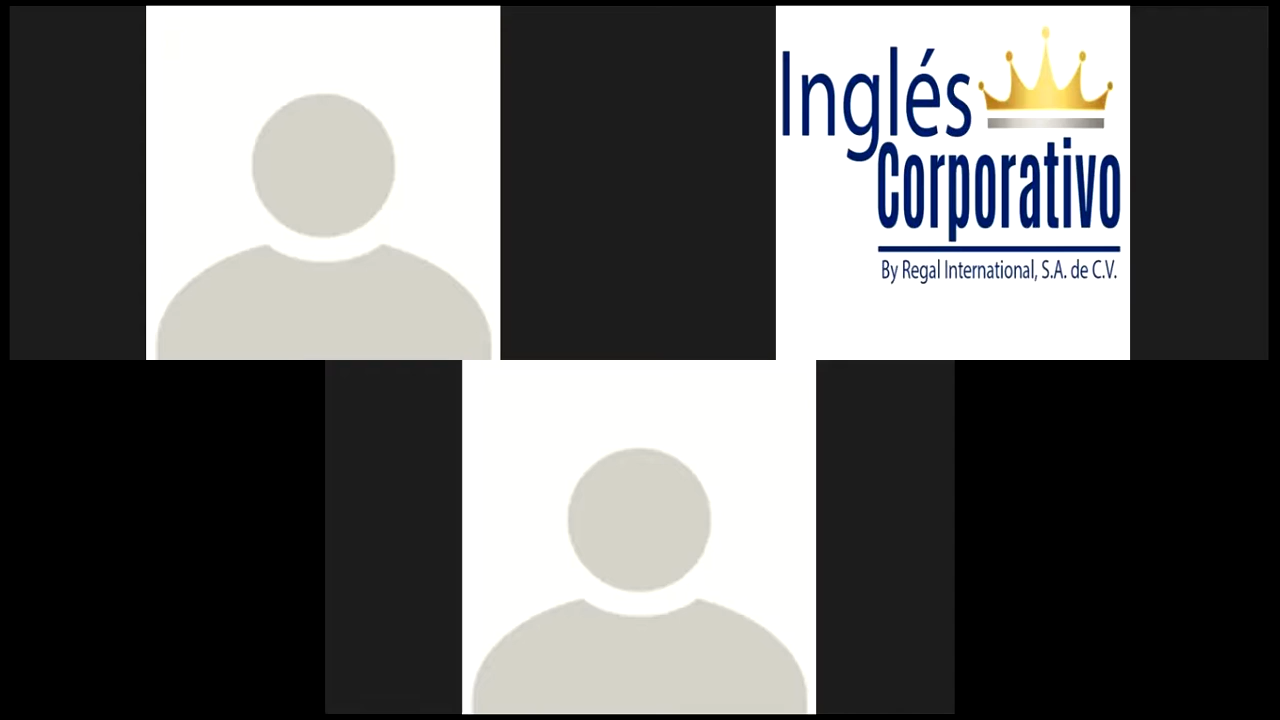 Inglés
Corporativo
By Regal International, S.A. de C.V.